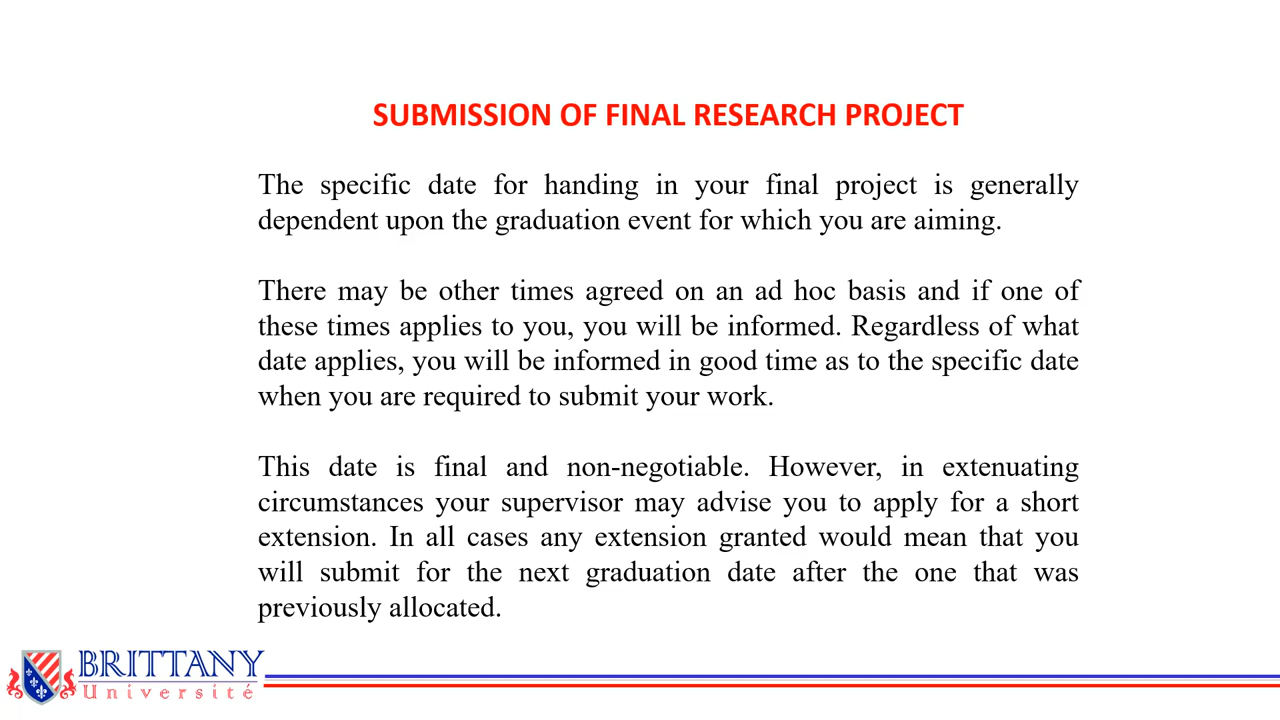 SUBMISSION OF FINAL RESEARCH PROJECT
The specific date for handing in your final project is generally
dependent upon the graduation event for which you are aiming.
There may be other times agreed on an ad hoc basis and if one of
these times applies to you, you will be informed. Regardless of what
date applies, you will be informed in good time as to the specific date
when you are required to submit your work.
This date is final and non-negotiable. However, in extenuating
circumstances your supervisor may advise you to apply for a short
extension. In all cases any extension granted would mean that you
will submit for the next graduation date after the one that was
previously allocated.
BRITTANY
Université